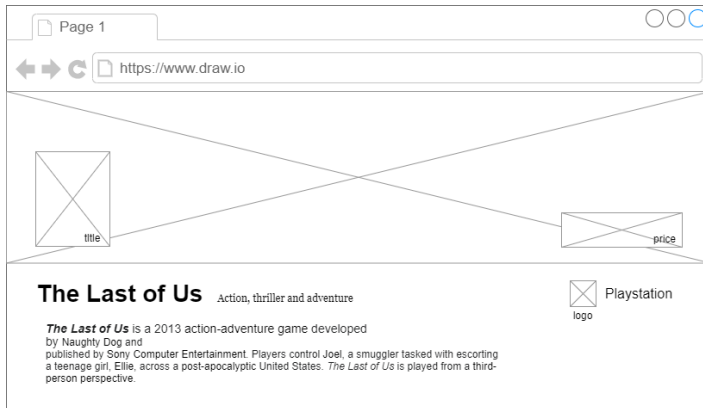 Page 1
https://www.draw.io
title
price
The Last of Us Action, thriller and adventure
Playstation
logo
The Last of Us is a 2013 action-adventure game developed
by Naughty Dog and
published by Sony Computer Entertainment. Players control Joel, a smuggler tasked with escorting
a teenage girl, Ellie, across a post-apocalyptic United States. The Last of Us is played from a third-
person perspective.